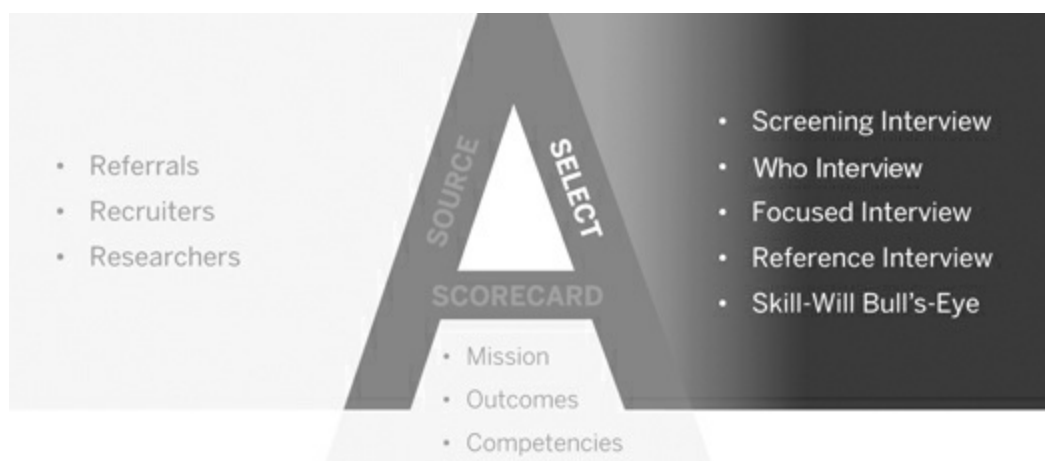 • Referrals
• Recruiters
• Researchers
SOURCE
SELECT
SCORECARD
• Mission
• Outcomes
• Competencies
• Screening Interview
• Who Interview
• Focused Interview
• Reference Interview
• Skill-Will Bull's-Eye